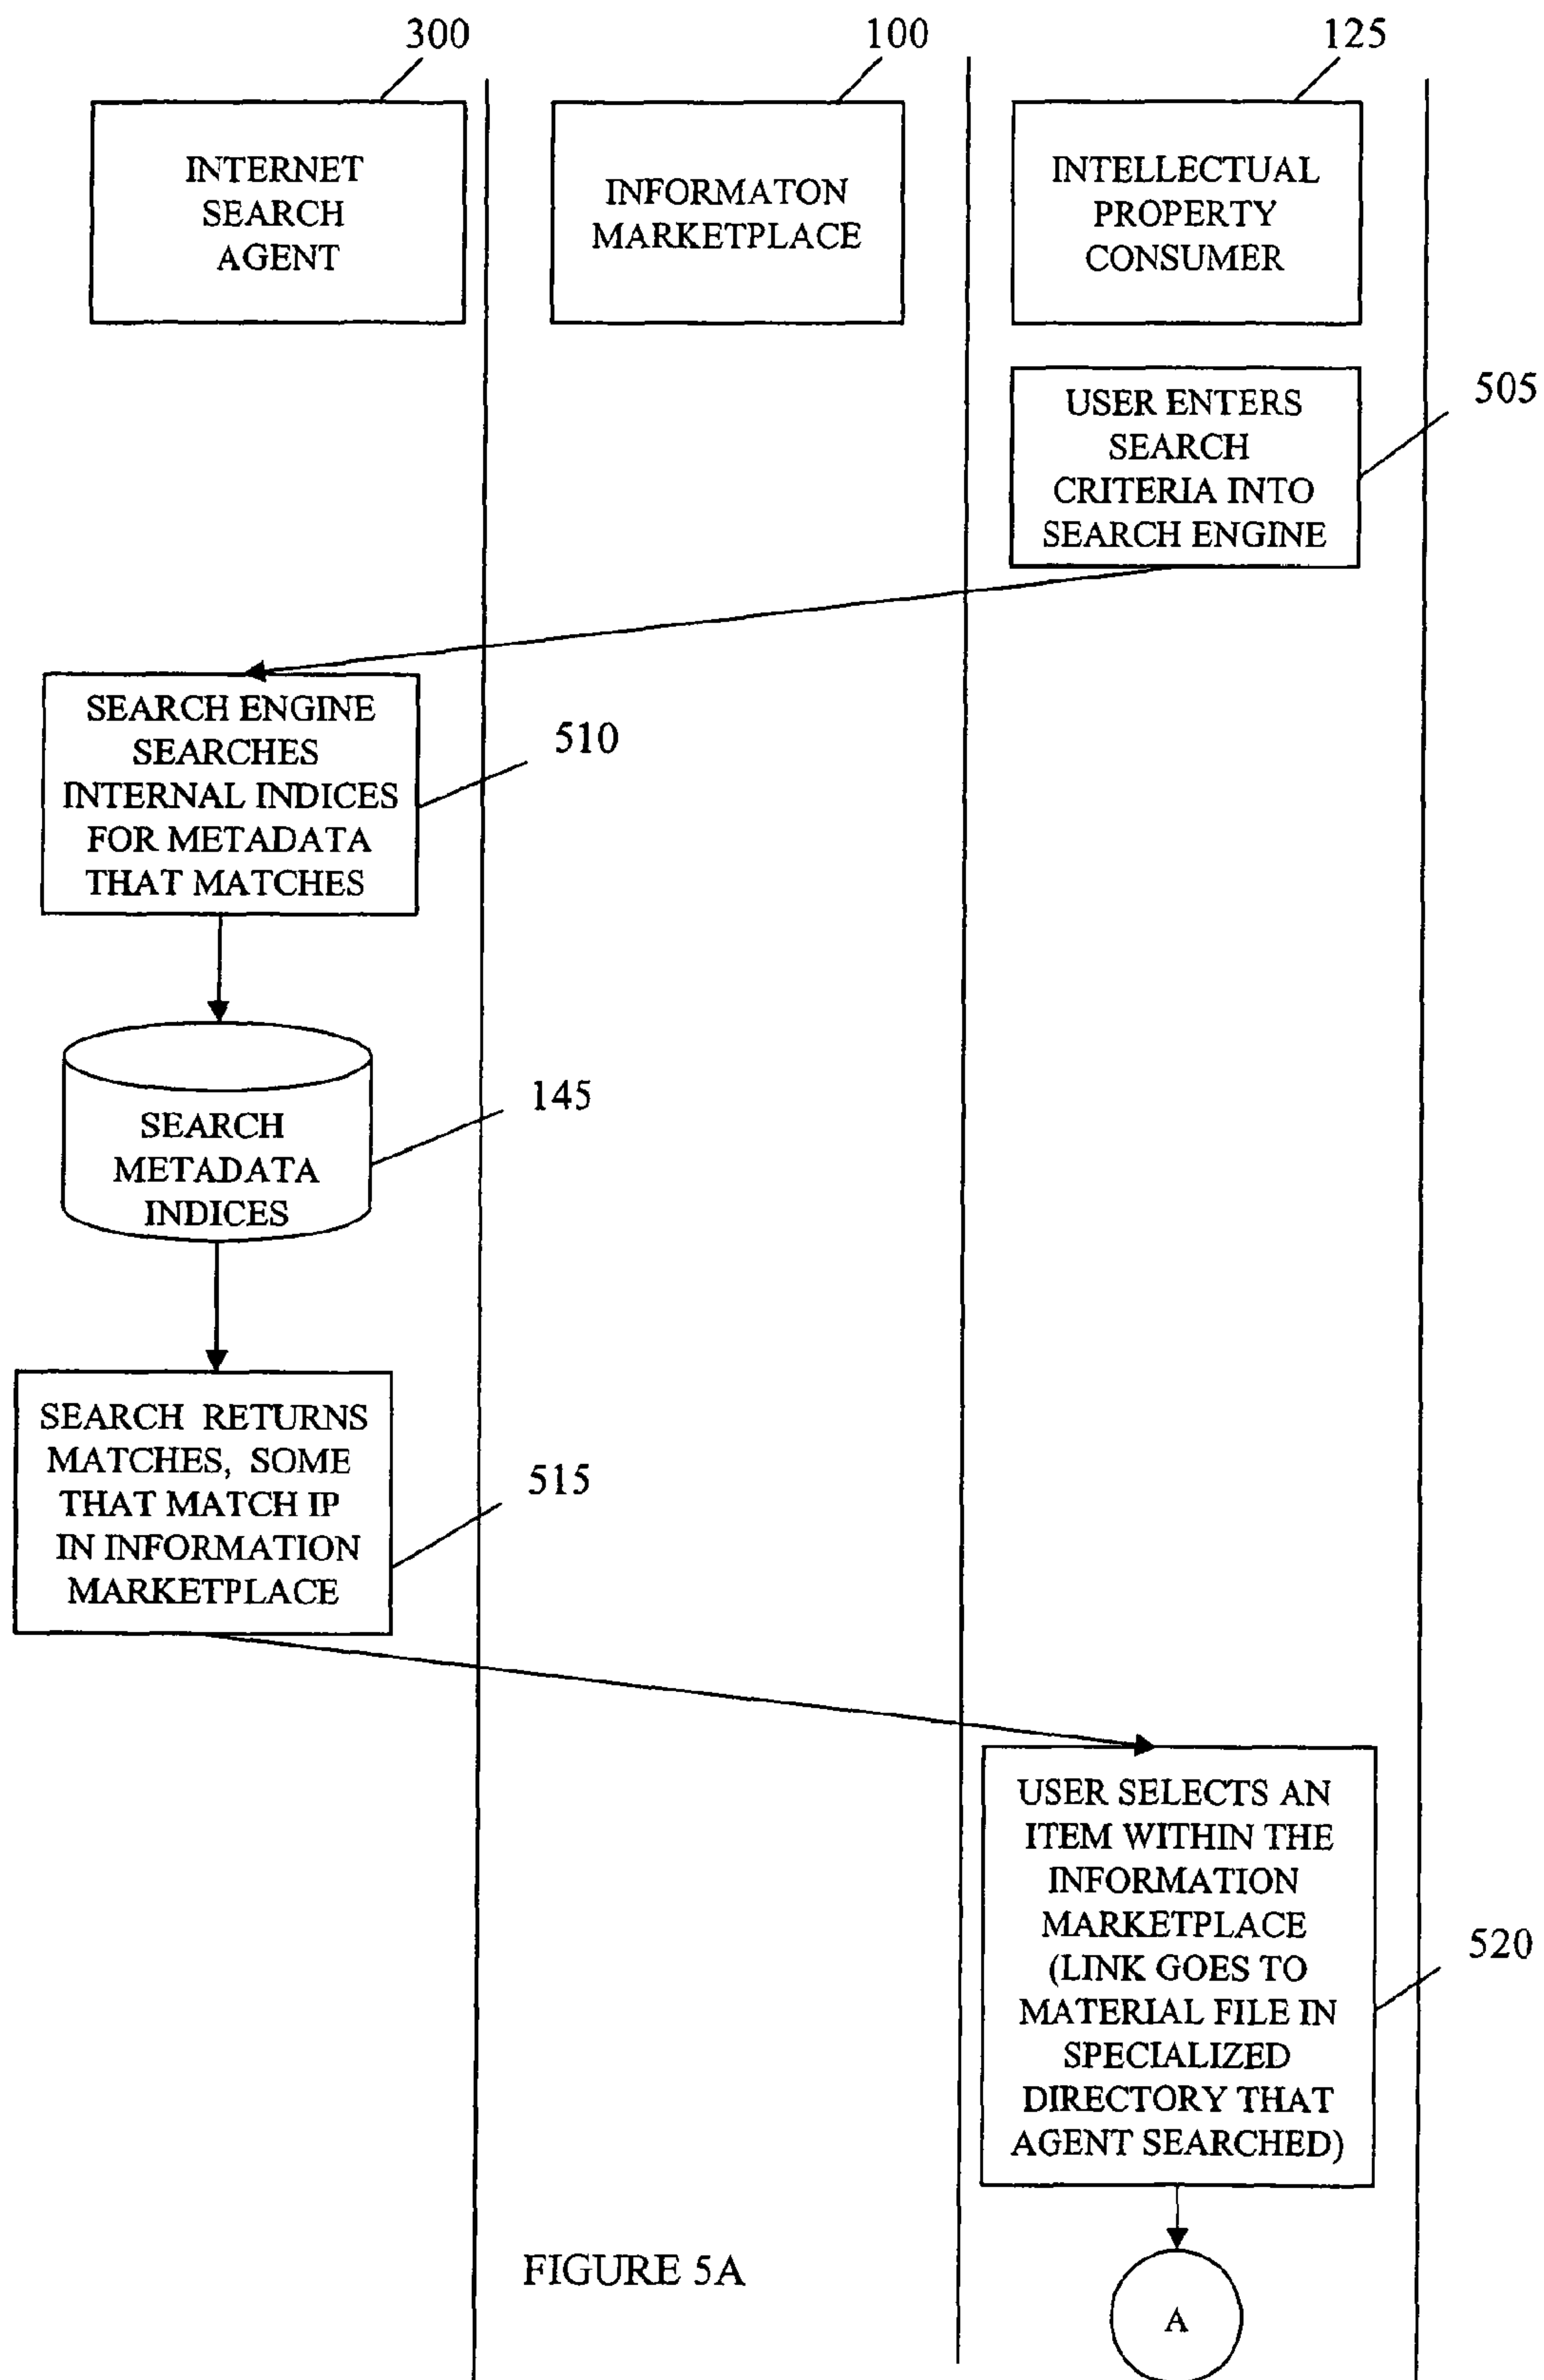 300
100
125
INTERNET
SEARCH
AGENT
INFORMATON
MARKETPLACE
INTELLECTUAL
PROPERTY
CONSUMER
USER ENTERS
SEARCH
CRITERIA INTO
SEARCH ENGINE
505
SEARCH ENGINE
SEARCHES
INTERNAL INDICES
FOR METADATA
THAT MATCHES
510
SEARCH
METADATA
INDICES
145
SEARCH RETURNS
MATCHES, SOME
THAT MATCH IP
IN INFORMATION
MARKETPLACE
515
USER SELECTS AN
ITEM WITHIN THE
INFORMATION
MARKETPLACE
(LINK GOES TO
MATERIAL FILE IN
SPECIALIZED
DIRECTORY THAT
AGENT SEARCHED)
520
FIGURE 5A
A